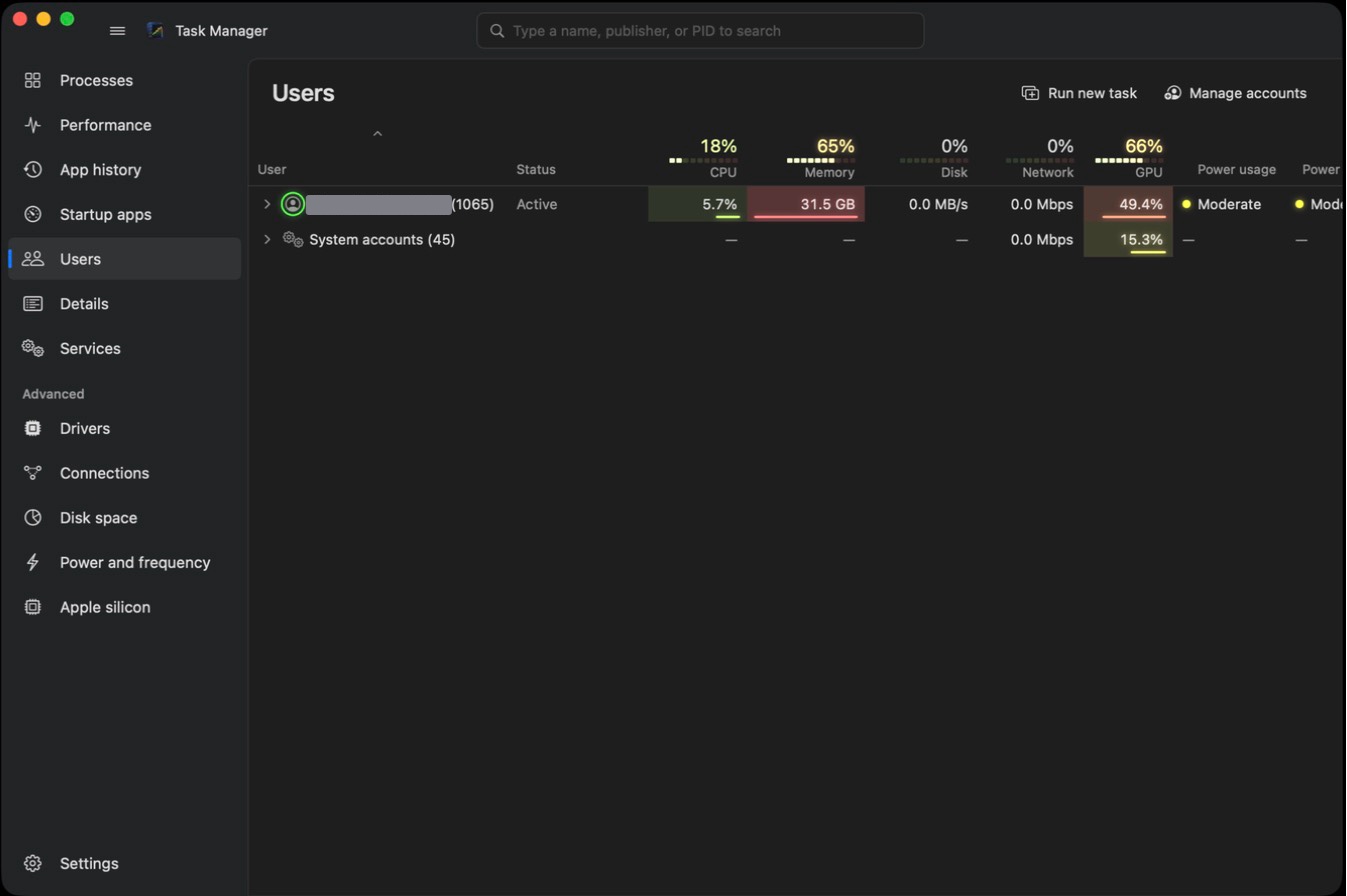 Task Manager
Type a name, publisher, or PID to search
Processes
Performance
App history
Startup apps
Users
Details
Services
Advanced
Drivers
Connections
Disk space
Power and frequency
Apple silicon
Settings
Users
Run new task
Manage accounts
18% 65% 0% 0% 66%
User Status CPU Memory Disk Network GPU Power usage Power
(1065) Active 5.7% 31.5 GB 0.0 MB/s 0.0 Mbps 49.4% Moderate Mode
System accounts (45) — — — 0.0 Mbps 15.3% — —